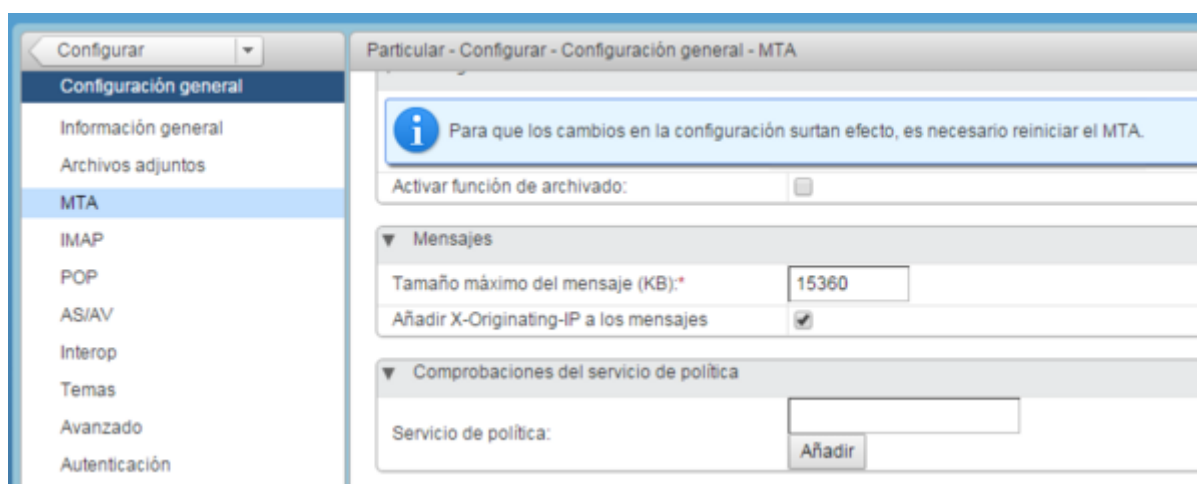 Configurar
Particular - Configurar - Configuración general - MTA
Configuración general
Información general
Archivos adjuntos
MTA
IMAP
POP
AS/AV
Interop
Temas
Avanzado
Autenticación
Para que los cambios en la configuración surtan efecto, es necesario reiniciar el MTA.
Activar función de archivado:
Mensajes
Tamaño máximo del mensaje (KB):* 15360
Añadir X-Originating-IP a los mensajes
Comprobaciones del servicio de política
Servicio de política:
Añadir